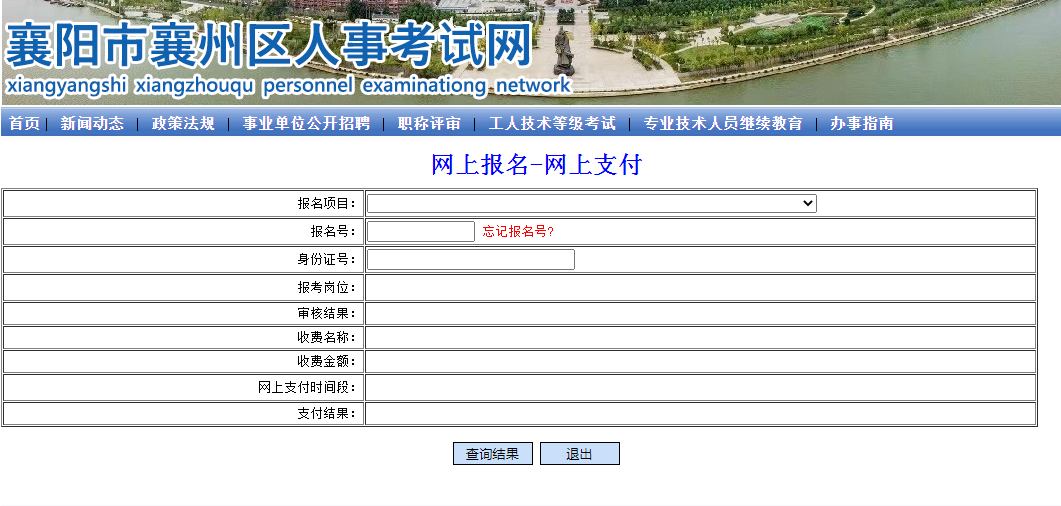 襄阳市襄州区人事考试网
xiangyangshi xiangzhouqu personnel examinationg network
首页 | 新闻动态 | 政策法规 | 事业单位公开招聘 | 职称评审 | 工人技术等级考试 | 专业技术人员继续教育 | 办事指南
网上报名-网上支付
报名项目：
报名号： 忘记报名号?
身份证号：
报考岗位：
审核结果：
收费名称：
收费金额：
网上支付时间段：
支付结果：
查询结果 退出